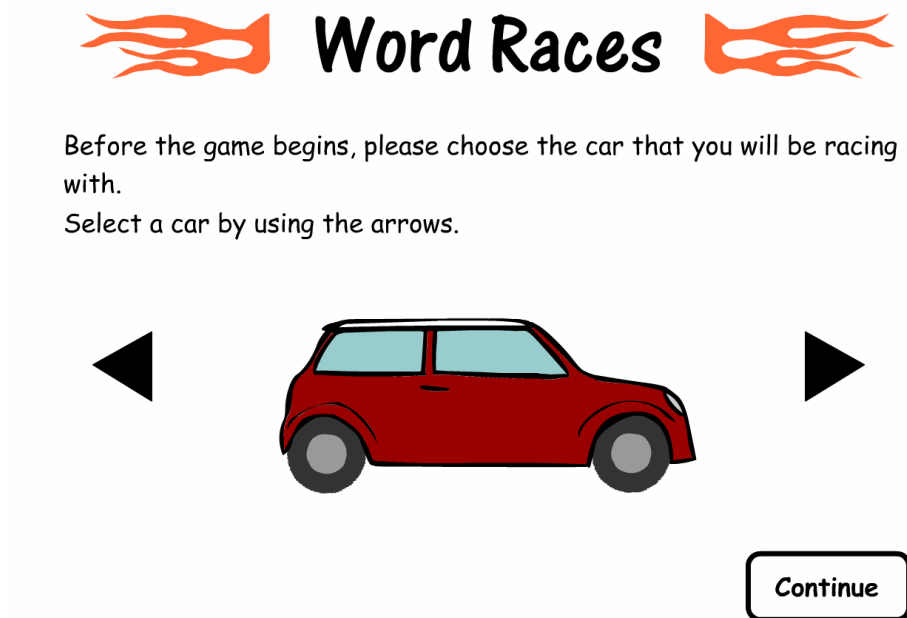 Word Races
Before the game begins, please choose the car that you will be racing
with.
Select a car by using the arrows.
Continue